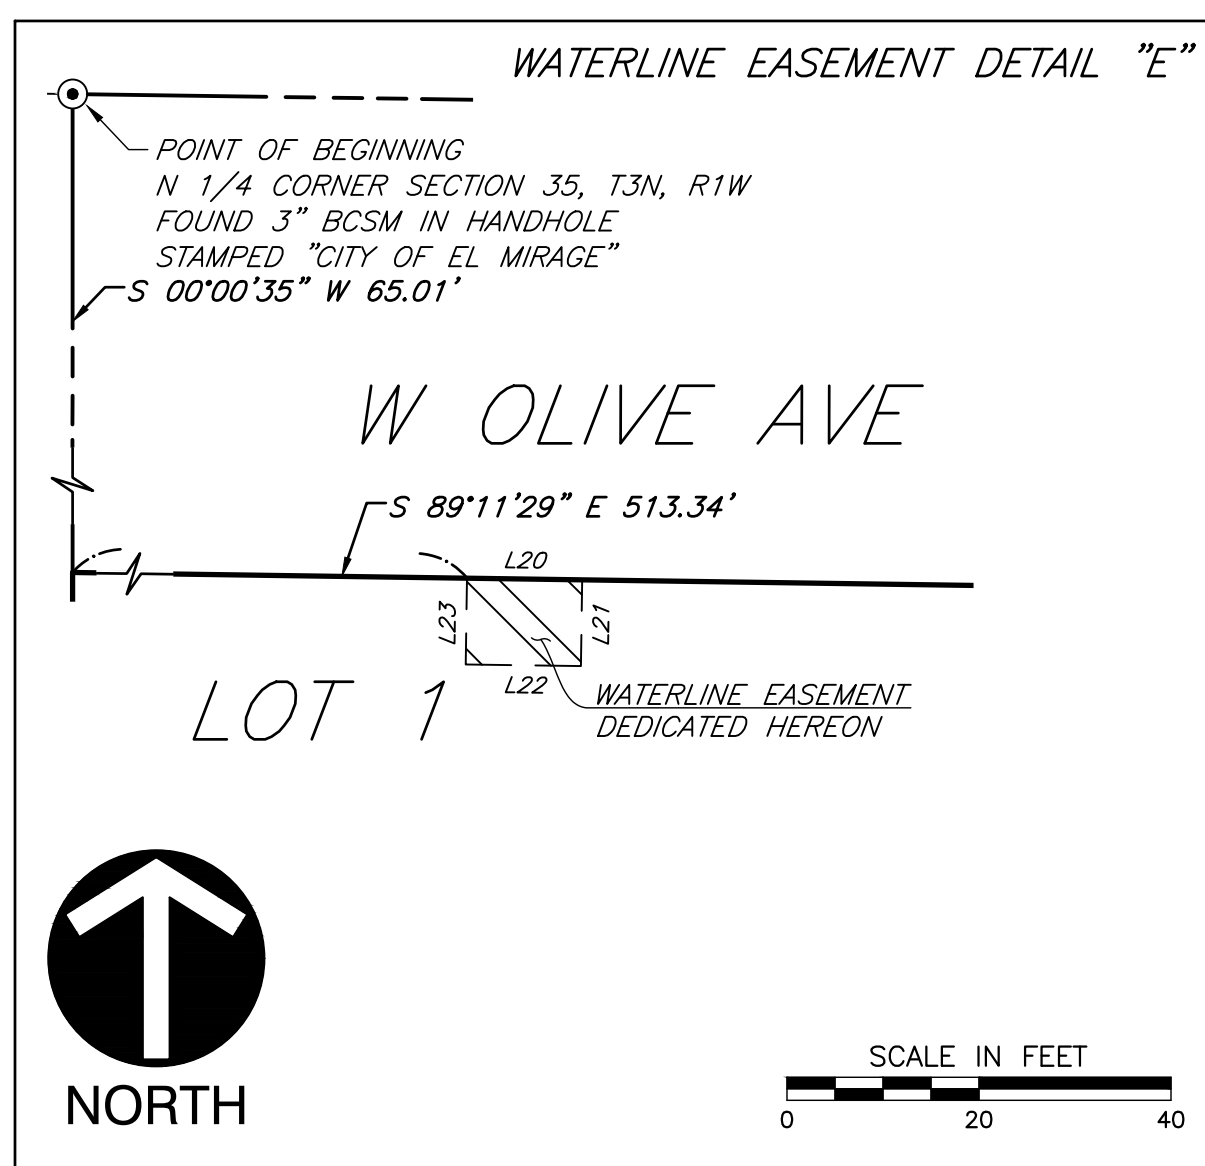 WATERLINE EASEMENT DETAIL "E"
POINT OF BEGINNING
N 1/4 CORNER SECTION 35, T3N, R1W
FOUND 3" BCSM IN HANDHOLE
STAMPED "CITY OF EL MIRAGE"
S 00°00'35" W 65.01'
W OLIVE AVE
S 89°11'29" E 513.34'
L20
L23
L21
L22
WATERLINE EASEMENT
DEDICATED HEREON
LOT 1
NORTH
SCALE IN FEET
0 20 40